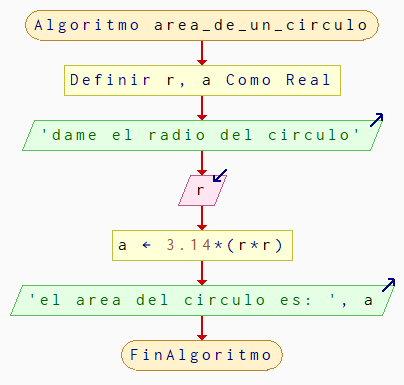 Algoritmo area_de_un_circulo
Definir r, a Como Real
'dame el radio del circulo'
r
a ← 3.14*(r*r)
'el area del circulo es: ', a
FinAlgoritmo